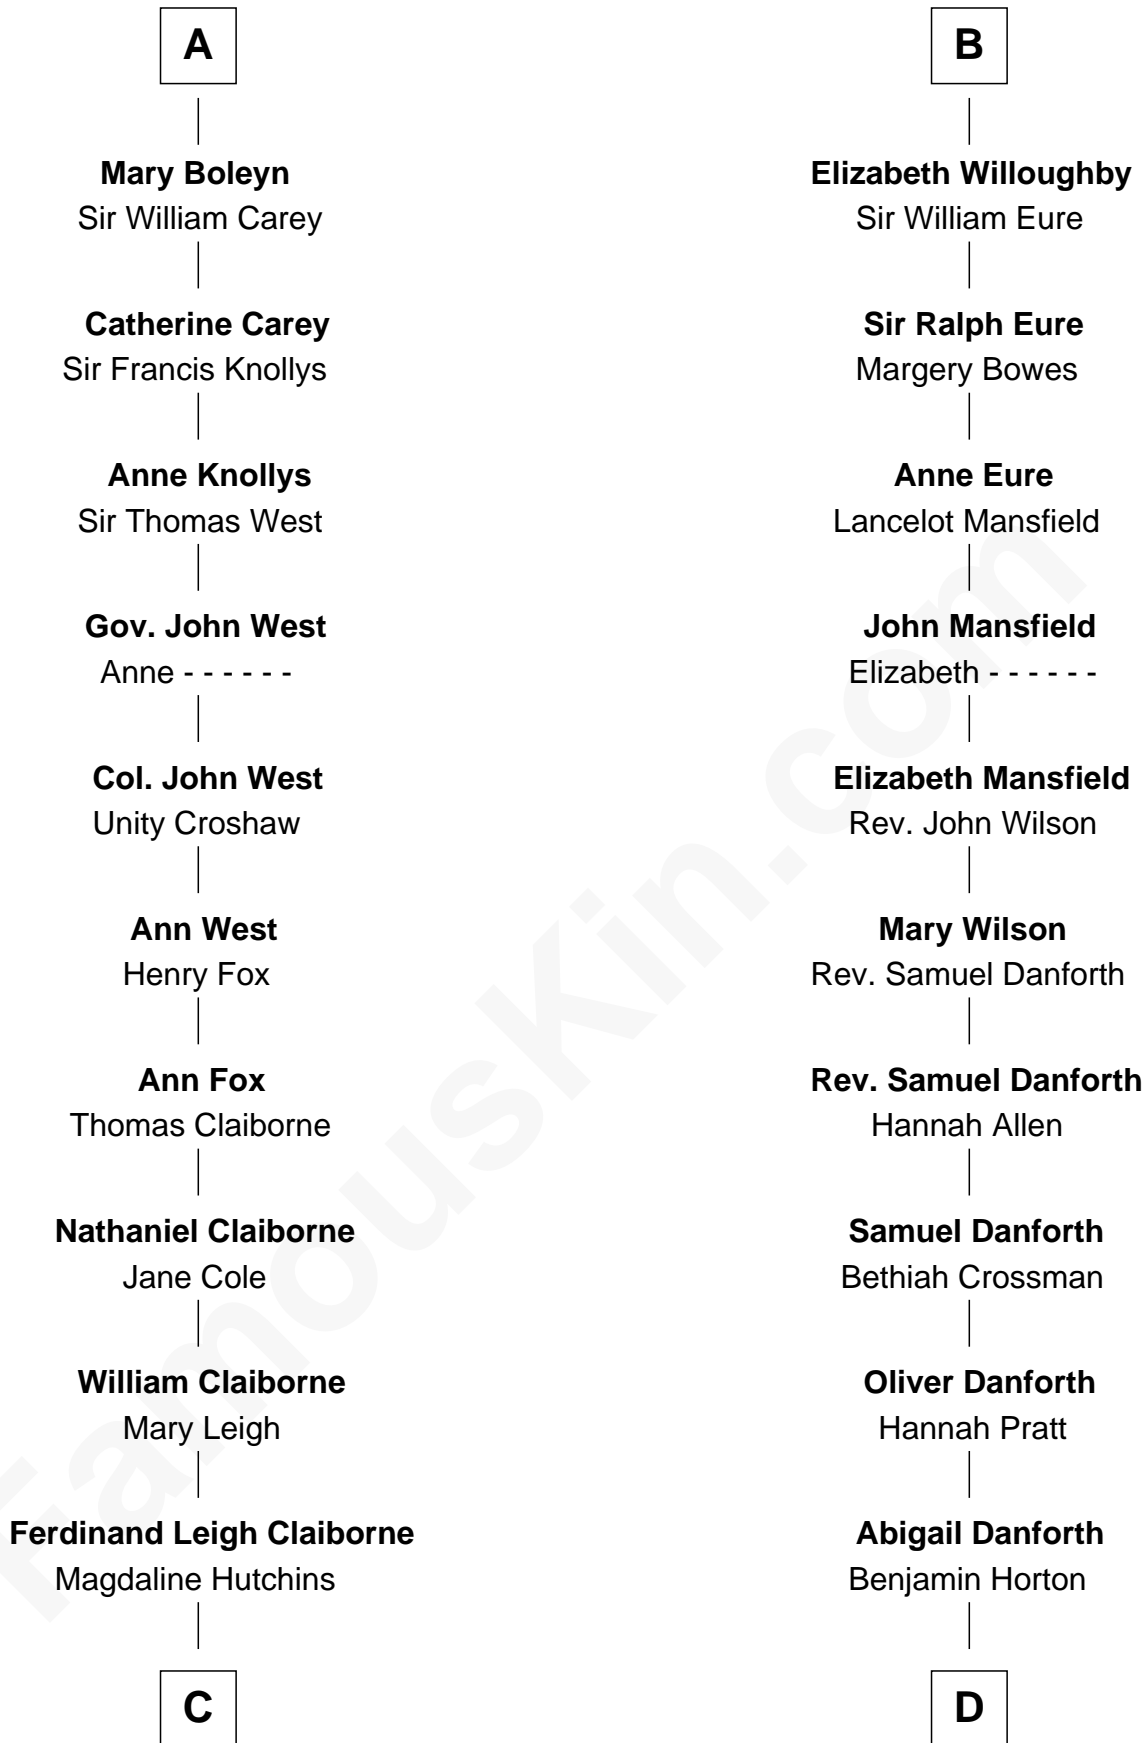 A
Mary Boleyn
Sir William Carey
Catherine Carey
Sir Francis Knollys
Anne Knollys
Sir Thomas West
Gov. John West
Anne - - - - - -
Col. John West
Unity Croshaw
Ann West
Henry Fox
Ann Fox
Thomas Claiborne
Nathaniel Claiborne
Jane Cole
William Claiborne
Mary Leigh
Ferdinand Leigh Claiborne
Magdaline Hutchins
C
B
Elizabeth Willoughby
Sir William Eure
Sir Ralph Eure
Margery Bowes
Anne Eure
Lancelot Mansfield
John Mansfield
Elizabeth - - - - - -
Elizabeth Mansfield
Rev. John Wilson
Mary Wilson
Rev. Samuel Danforth
Rev. Samuel Danforth
Hannah Allen
Samuel Danforth
Bethiah Crossman
Oliver Danforth
Hannah Pratt
Abigail Danforth
Benjamin Horton
D
FamousKin.com